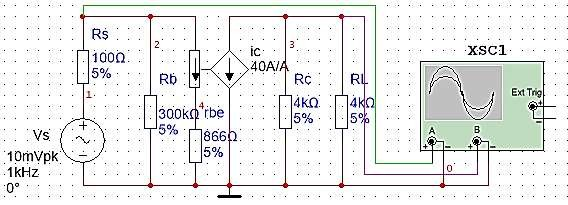 XSC1
Rs
100Ω
5%
1
Vs
10mVpk
1kHz
0°
2
Rb
300kΩ
5%
4
rbe
866Ω
5%
ic
40A/A
3
Rc
4kΩ
5%
RL
4kΩ
5%
Ext Trig
+
−
A
B
+ − + −
0